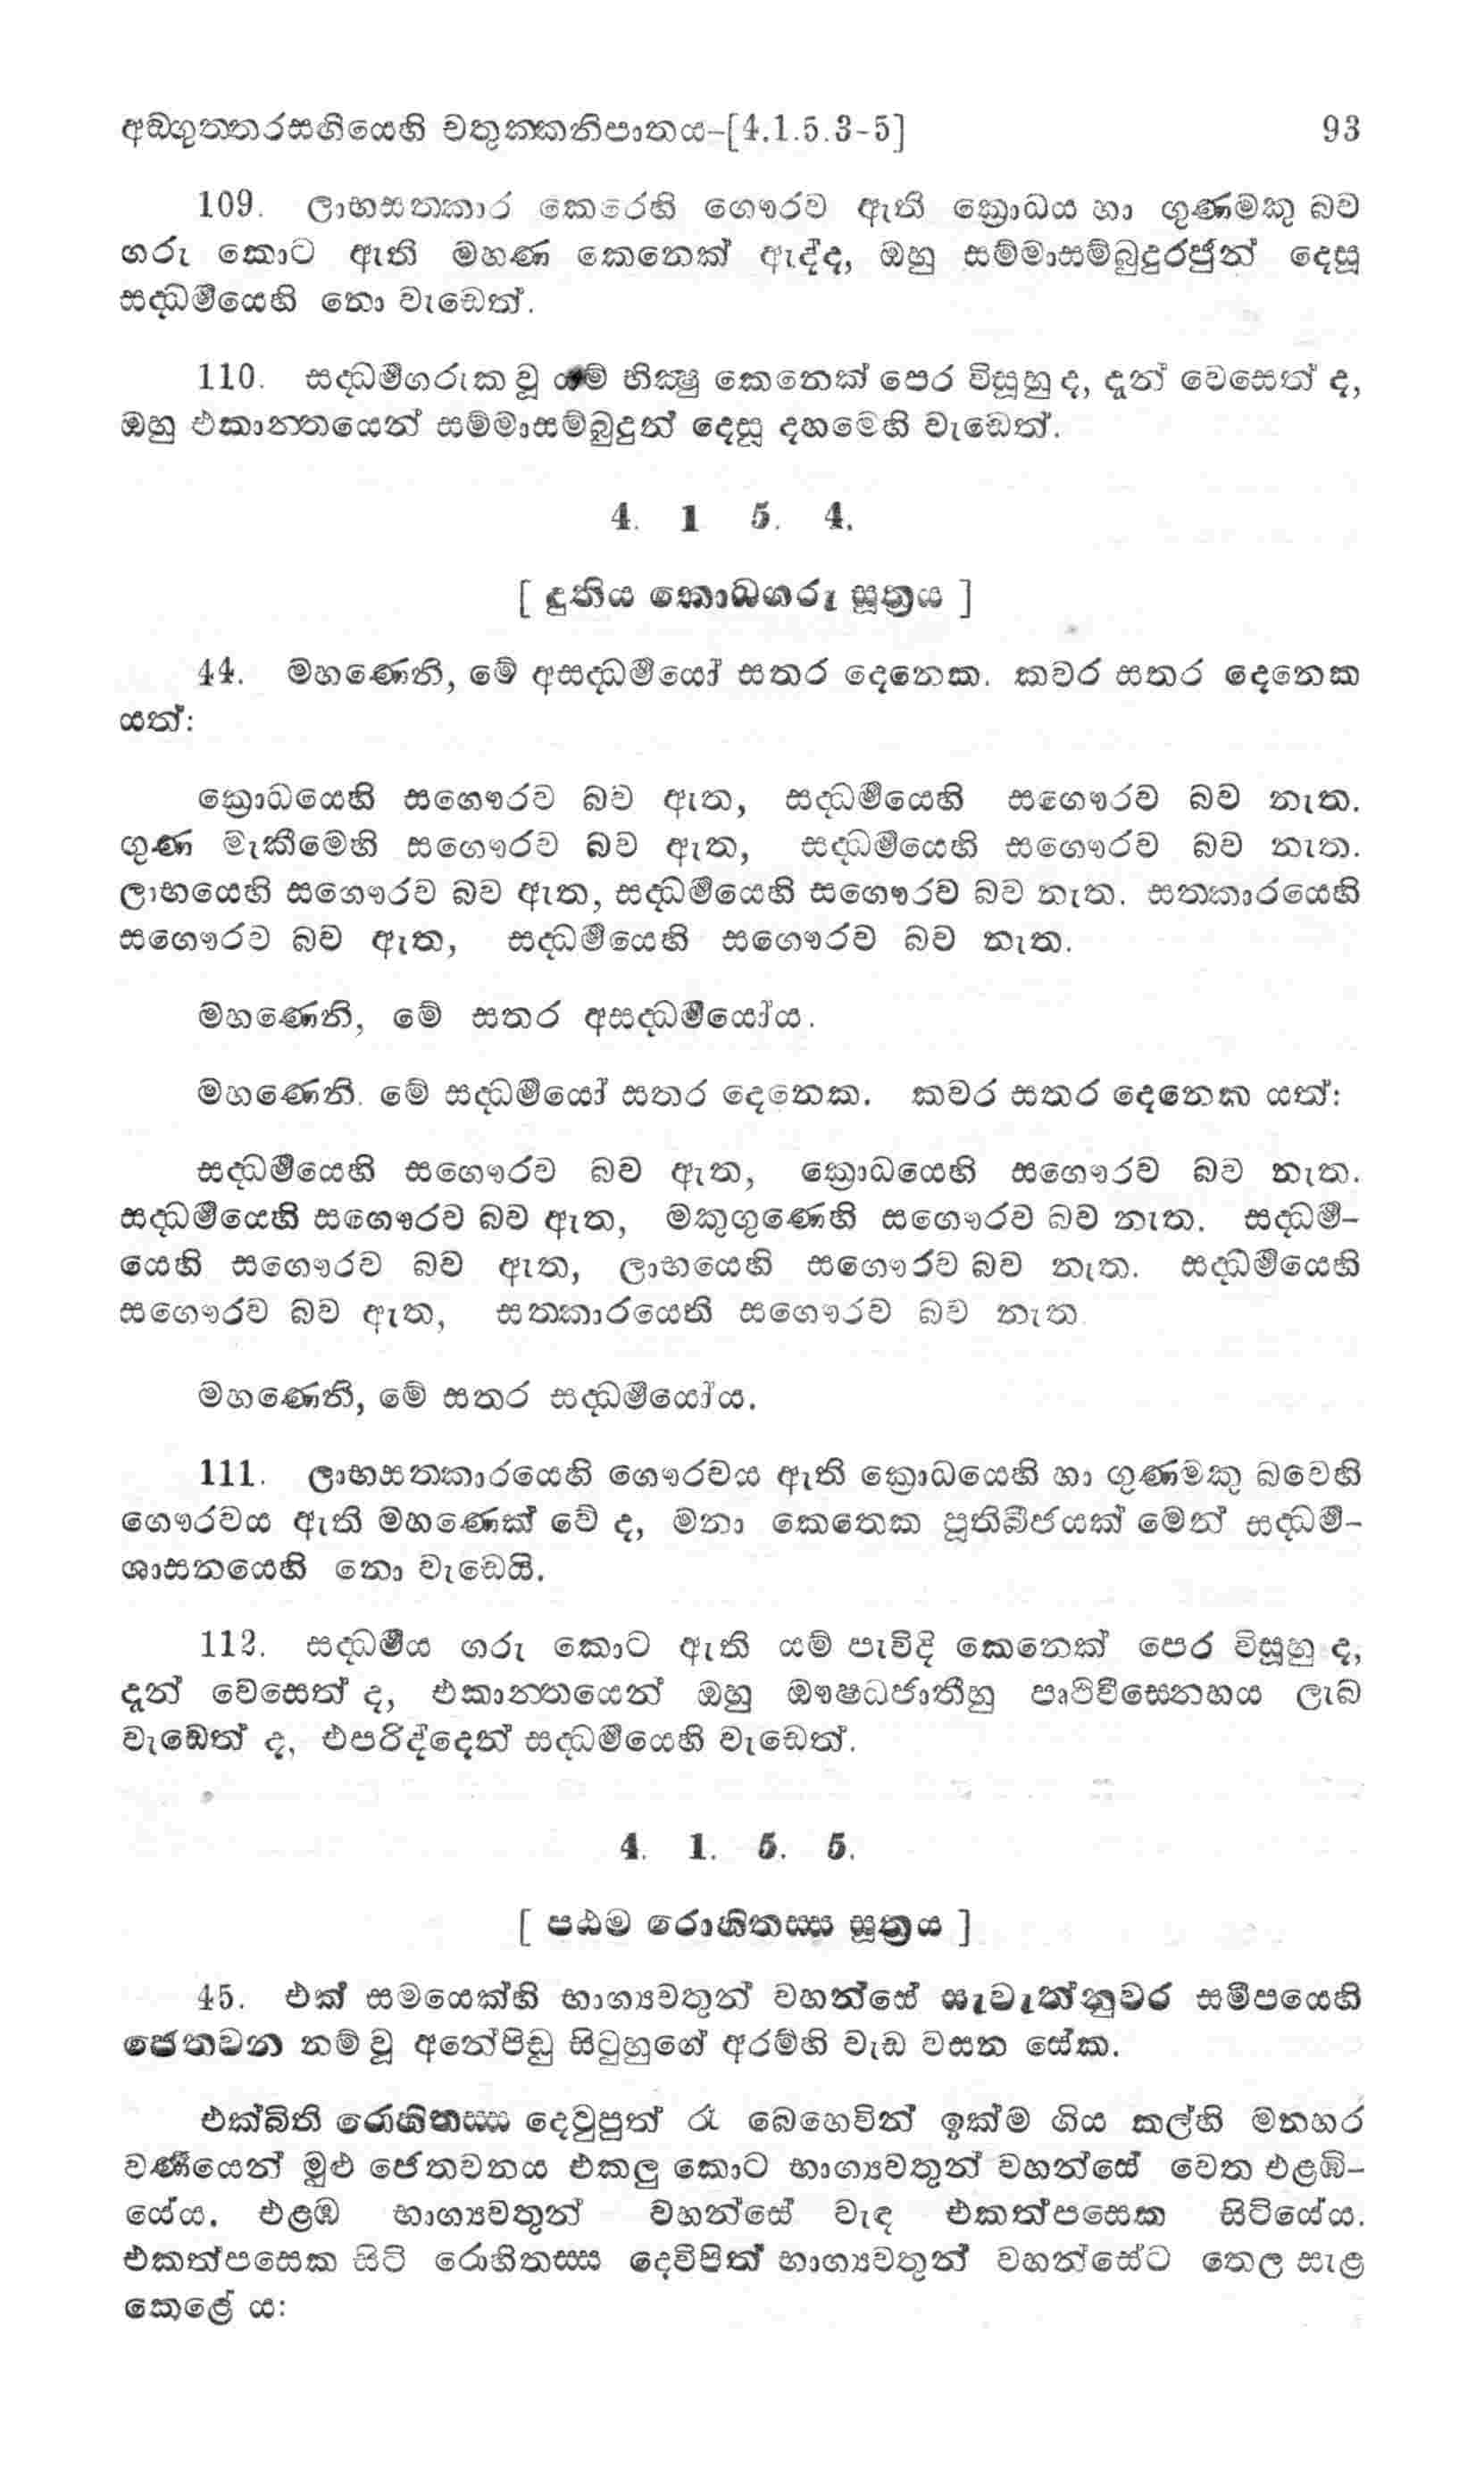 අඞගුත්තරසඟියෙහි චතුක්කනිපාතය-[4.1.5.3-5] 93
109. ලාභසත්කාර කෙරෙහි ගෞරව ඇති ක්‍රොධය හා ගුණමකු බව
ගරු කොට ඇති මහණ කෙනෙක් ඇද්ද, ඔහු සම්මාසම්බුදුරජුන් දෙසූ
සද්ධර්මයෙහි නො වැඩෙත්.
110. සද්ධර්මගරුක වූ යම් භික්ෂු කෙනෙක් පෙර විසූහු ද, දැන් වෙසෙත් ද,
ඔහු එකාන්තයෙන් සම්මාසම්බුදුන් දෙසූ දහමෙහි වැඩෙත්.
4. 1 5. 4.
[ දුතිය කොධගරු සූත්‍රය ]
44. මහණෙනි, මේ අසද්ධර්මයෝ සතර දෙනෙක. කවර සතර දෙනෙක
යත්:
ක්‍රොධයෙහි සගෞරව බව ඇත, සද්ධර්මයෙහි සගෞරව බව නැත.
ගුණ මැකීමෙහි සගෞරව බව ඇත, සද්ධර්මයෙහි සගෞරව බව නැත.
ලාභයෙහි සගෞරව බව ඇත, සද්ධර්මයෙහි සගෞරව බව නැත. සත්කාරයෙහි
සගෞරව බව ඇත, සද්ධර්මයෙහි සගෞරව බව නැත.
මහණෙනි, මේ සතර අසද්ධර්මයෝය.
මහණෙනි. මේ සද්ධර්මයෝ සතර දෙනෙක. කවර සතර දෙනෙක යත්:
සද්ධර්මයෙහි සගෞරව බව ඇත, ක්‍රොධයෙහි සගෞරව බව නැත.
සද්ධර්මයෙහි සගෞරව බව ඇත, මකුගුණෙහි සගෞරව බව නැත. සද්ධර්ම-
යෙහි සගෞරව බව ඇත, ලාභයෙහි සගෞරව බව නැත. සද්ධර්මයෙහි
සගෞරව බව ඇත, සත්කාරයෙහි සගෞරව බව නැත
මහණෙනි, මේ සතර සද්ධර්මයෝය.
111. ලාභසත්කාරයෙහි ගෞරවය ඇති ක්‍රොධයෙහි හා ගුණමකු බවෙහි
ගෞරවය ඇති මහණෙක් වේ ද, මනා කෙතෙක පූතිබීජයක් මෙන් සද්ධර්ම-
ශාසනයෙහි නො වැඩෙයි.
112. සද්ධර්මය ගරු කොට ඇති යම් පැවිදි කෙනෙක් පෙර විසූහු ද,
දැන් වෙසෙත් ද, එකාන්තයෙන් ඔහු ඖෂධජාතීහු පෘථිවිසෙනහය ලැබ
වැඩෙත් ද, එපරිද්දෙන් සද්ධර්මයෙහි වැඩෙත්.
4. 1. 5. 5.
[ පඨම රොහිතස්ස සූත්‍රය ]
45. එක් සමයෙක්හි භාග්‍යවතුන් වහන්සේ සැවැත්නුවර සමීපයෙහි
ජෙතවන නම් වූ අනේපිඩු සිටුහුගේ අරම්හි වැඩ වසන සේක.
එක්බිති රොහිතස්ස දෙවුපුත් රෑ බෙහෙවින් ඉක්ම ගිය කල්හි මනහර
වර්ණයෙන් මුළු ජෙතවනය එකලු කොට භාග්‍යවතුන් වහන්සේ වෙත එළඹි-
යේය. එළඹ භාග්‍යවතුන් වහන්සේ වැඳ එකත්පසෙක සිටියේය.
එකත්පසෙක සිටි රොහිතස්ස දෙවිපිත් භාග්‍යවතුන් වහන්සේට තෙල සැළ
කෙළේ ය: